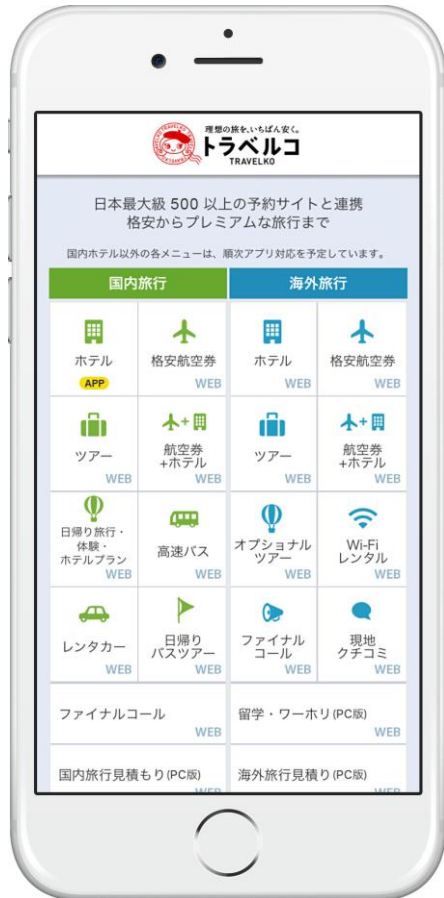 理想の旅を、いちばん安く。
トラベルコ
TRAVELKO
日本最大級 500 以上の予約サイトと連携
格安からプレミアムな旅行まで
国内ホテル以外の各メニューは、順次アプリ対応を予定しています。
国内旅行
海外旅行
ホテル
APP
格安航空券
WEB
ホテル
WEB
格安航空券
WEB
ツアー
WEB
航空券
+ホテル
WEB
ツアー
WEB
航空券
+ホテル
WEB
日帰り旅行・
体験・
ホテルプラン
WEB
高速バス
WEB
オプショナル
ツアー
WEB
Wi-Fi
レンタル
WEB
レンタカー
WEB
日帰り
バスツアー
WEB
ファイナル
コール
WEB
現地
クチコミ
WEB
ファイナルコール
WEB
留学・ワーホリ(PC版)
WEB
国内旅行見積もり(PC版)
WEB
海外旅行見積り(PC版)
WEB